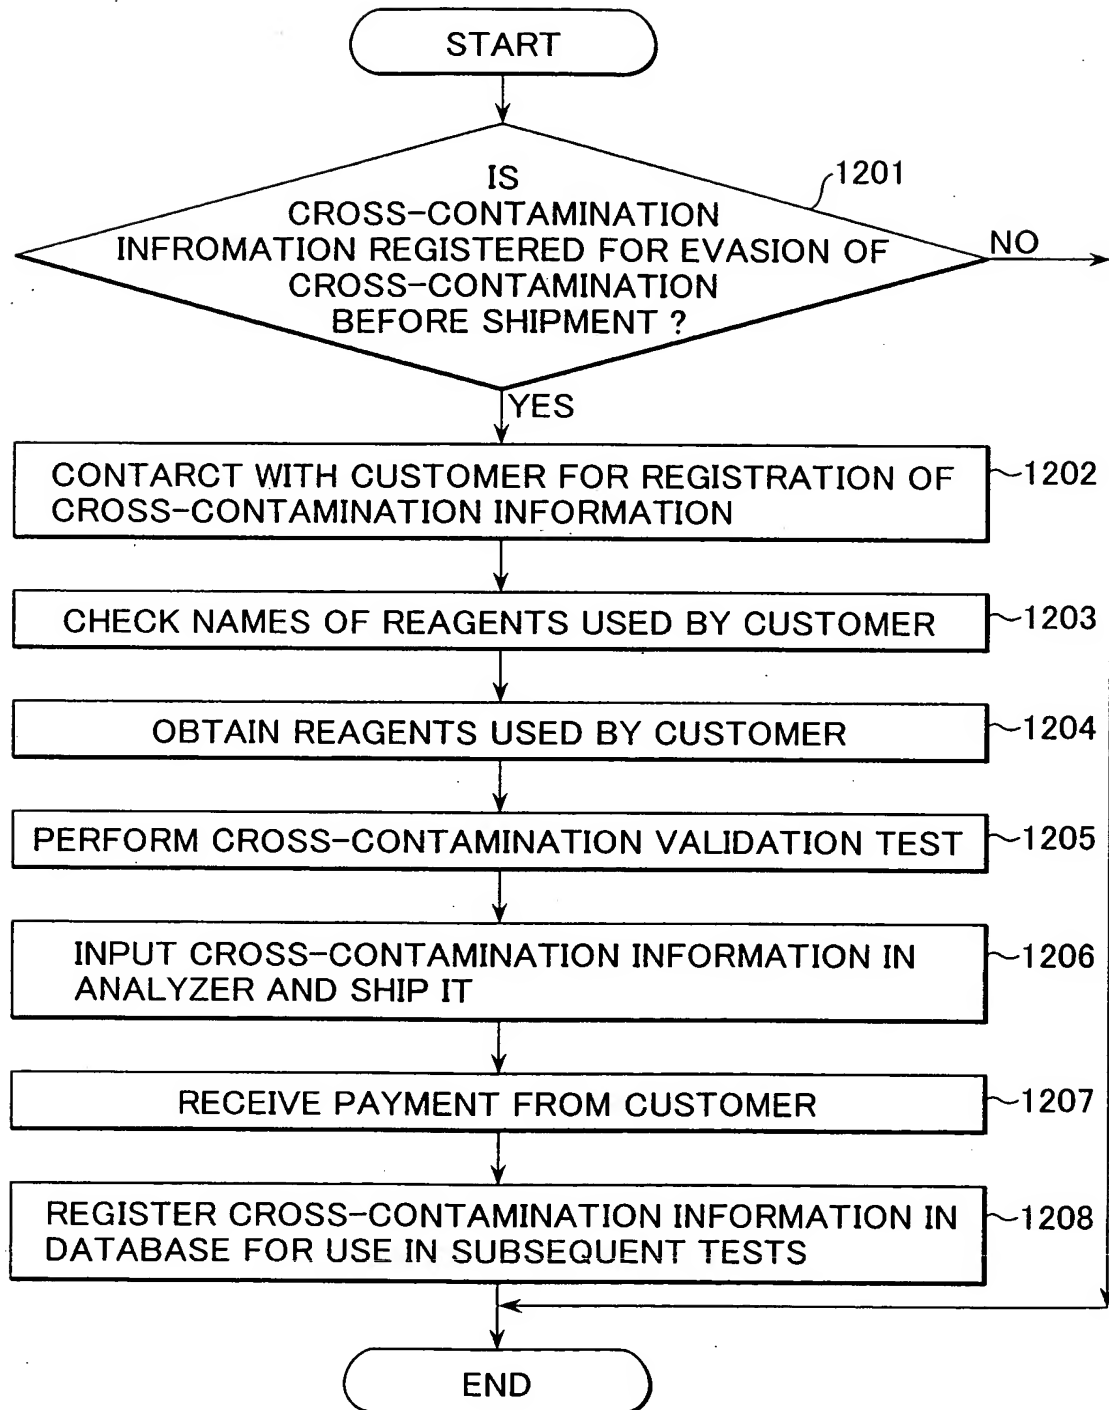 START
IS
1201
CROSS-CONTAMINATION
INFROMATION REGISTERED FOR EVASION OF
NO
CROSS-CONTAMINATION
BEFORE SHIPMENT ?
YES
CONTARCT WITH CUSTOMER FOR REGISTRATION OF
1202
CROSS-CONTAMINATION INFORMATION
CHECK NAMES OF REAGENTS USED BY CUSTOMER
1203
OBTAIN REAGENTS USED BY CUSTOMER
1204
PERFORM CROSS-CONTAMINATION VALIDATION TEST
1205
INPUT CROSS-CONTAMINATION INFORMATION IN
1206
ANALYZER AND SHIP IT
RECEIVE PAYMENT FROM CUSTOMER
1207
REGISTER CROSS-CONTAMINATION INFORMATION IN
1208
DATABASE FOR USE IN SUBSEQUENT TESTS
END